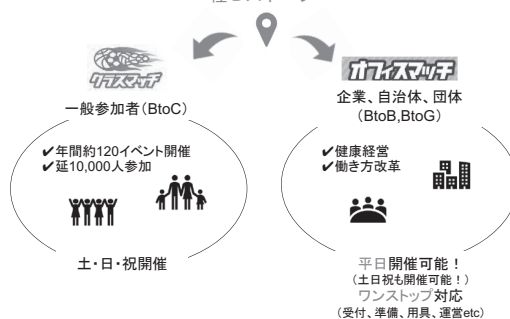 クラスマッチ
一般参加者(BtoC)
✔年間約120イベント開催
✔延10,000人参加
土・日・祝開催
オフィスマッチ
企業、自治体、団体
(BtoB,BtoG)
✔健康経営
✔働き方改革
平日開催可能！
(土日祝も開催可能！)
ワンストップ対応
(受付、準備、用具、運営etc)